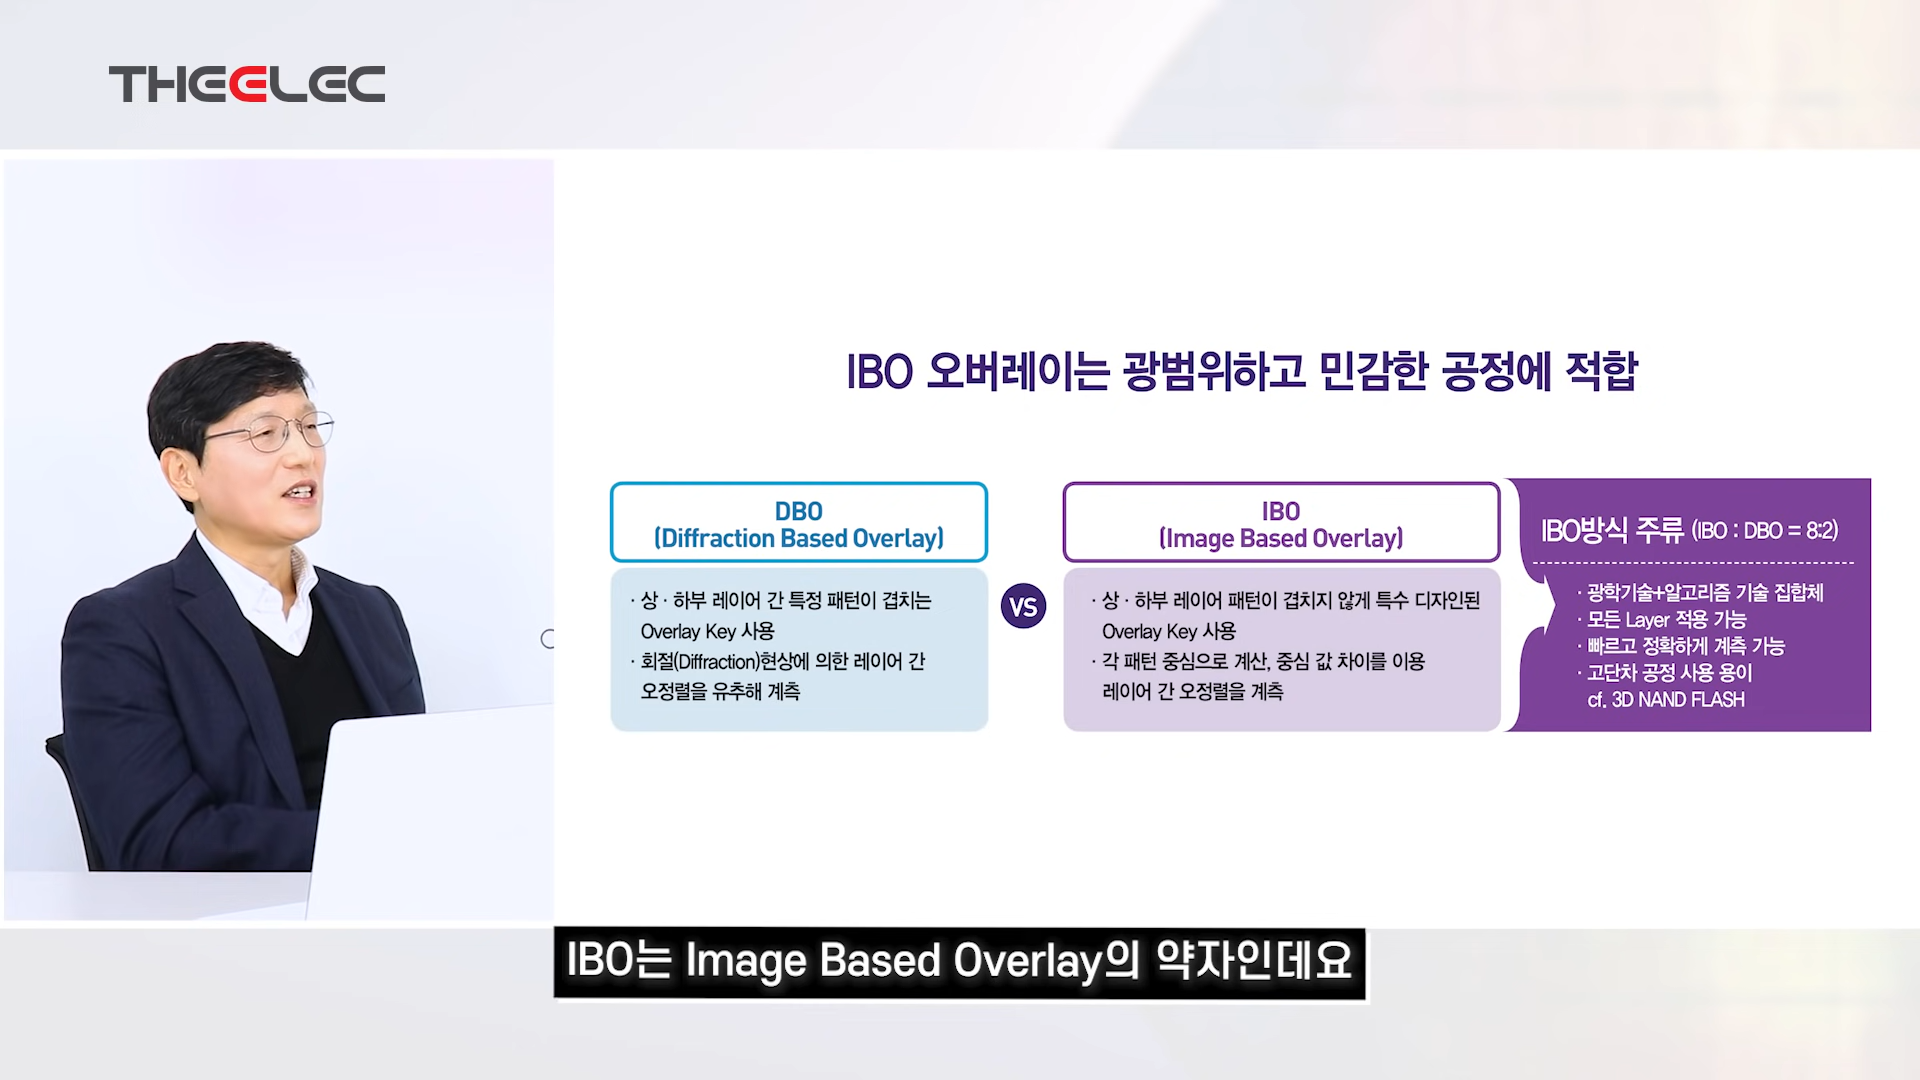 THEELEC
IBO 오버레이는 광범위하고 민감한 공정에 적합
DBO
(Diffraction Based Overlay)
· 상 · 하부 레이어 간 특정 패턴이 겹치는
Overlay Key 사용
· 회절(Diffraction)현상에 의한 레이어 간
오정렬을 유추해 계측
VS
IBO
(Image Based Overlay)
· 상 · 하부 레이어 패턴이 겹치지 않게 특수 디자인된
Overlay Key 사용
· 각 패턴 중심으로 계산, 중심 값 차이를 이용
레이어 간 오정렬을 계측
IBO방식 주류 (IBO : DBO = 8:2)
· 광학기술+알고리즘 기술 집합체
· 모든 Layer 적용 가능
· 빠르고 정확하게 계측 가능
· 고단차 공정 사용 용이
cf. 3D NAND FLASH
IBO는 Image Based Overlay의 약자인데요